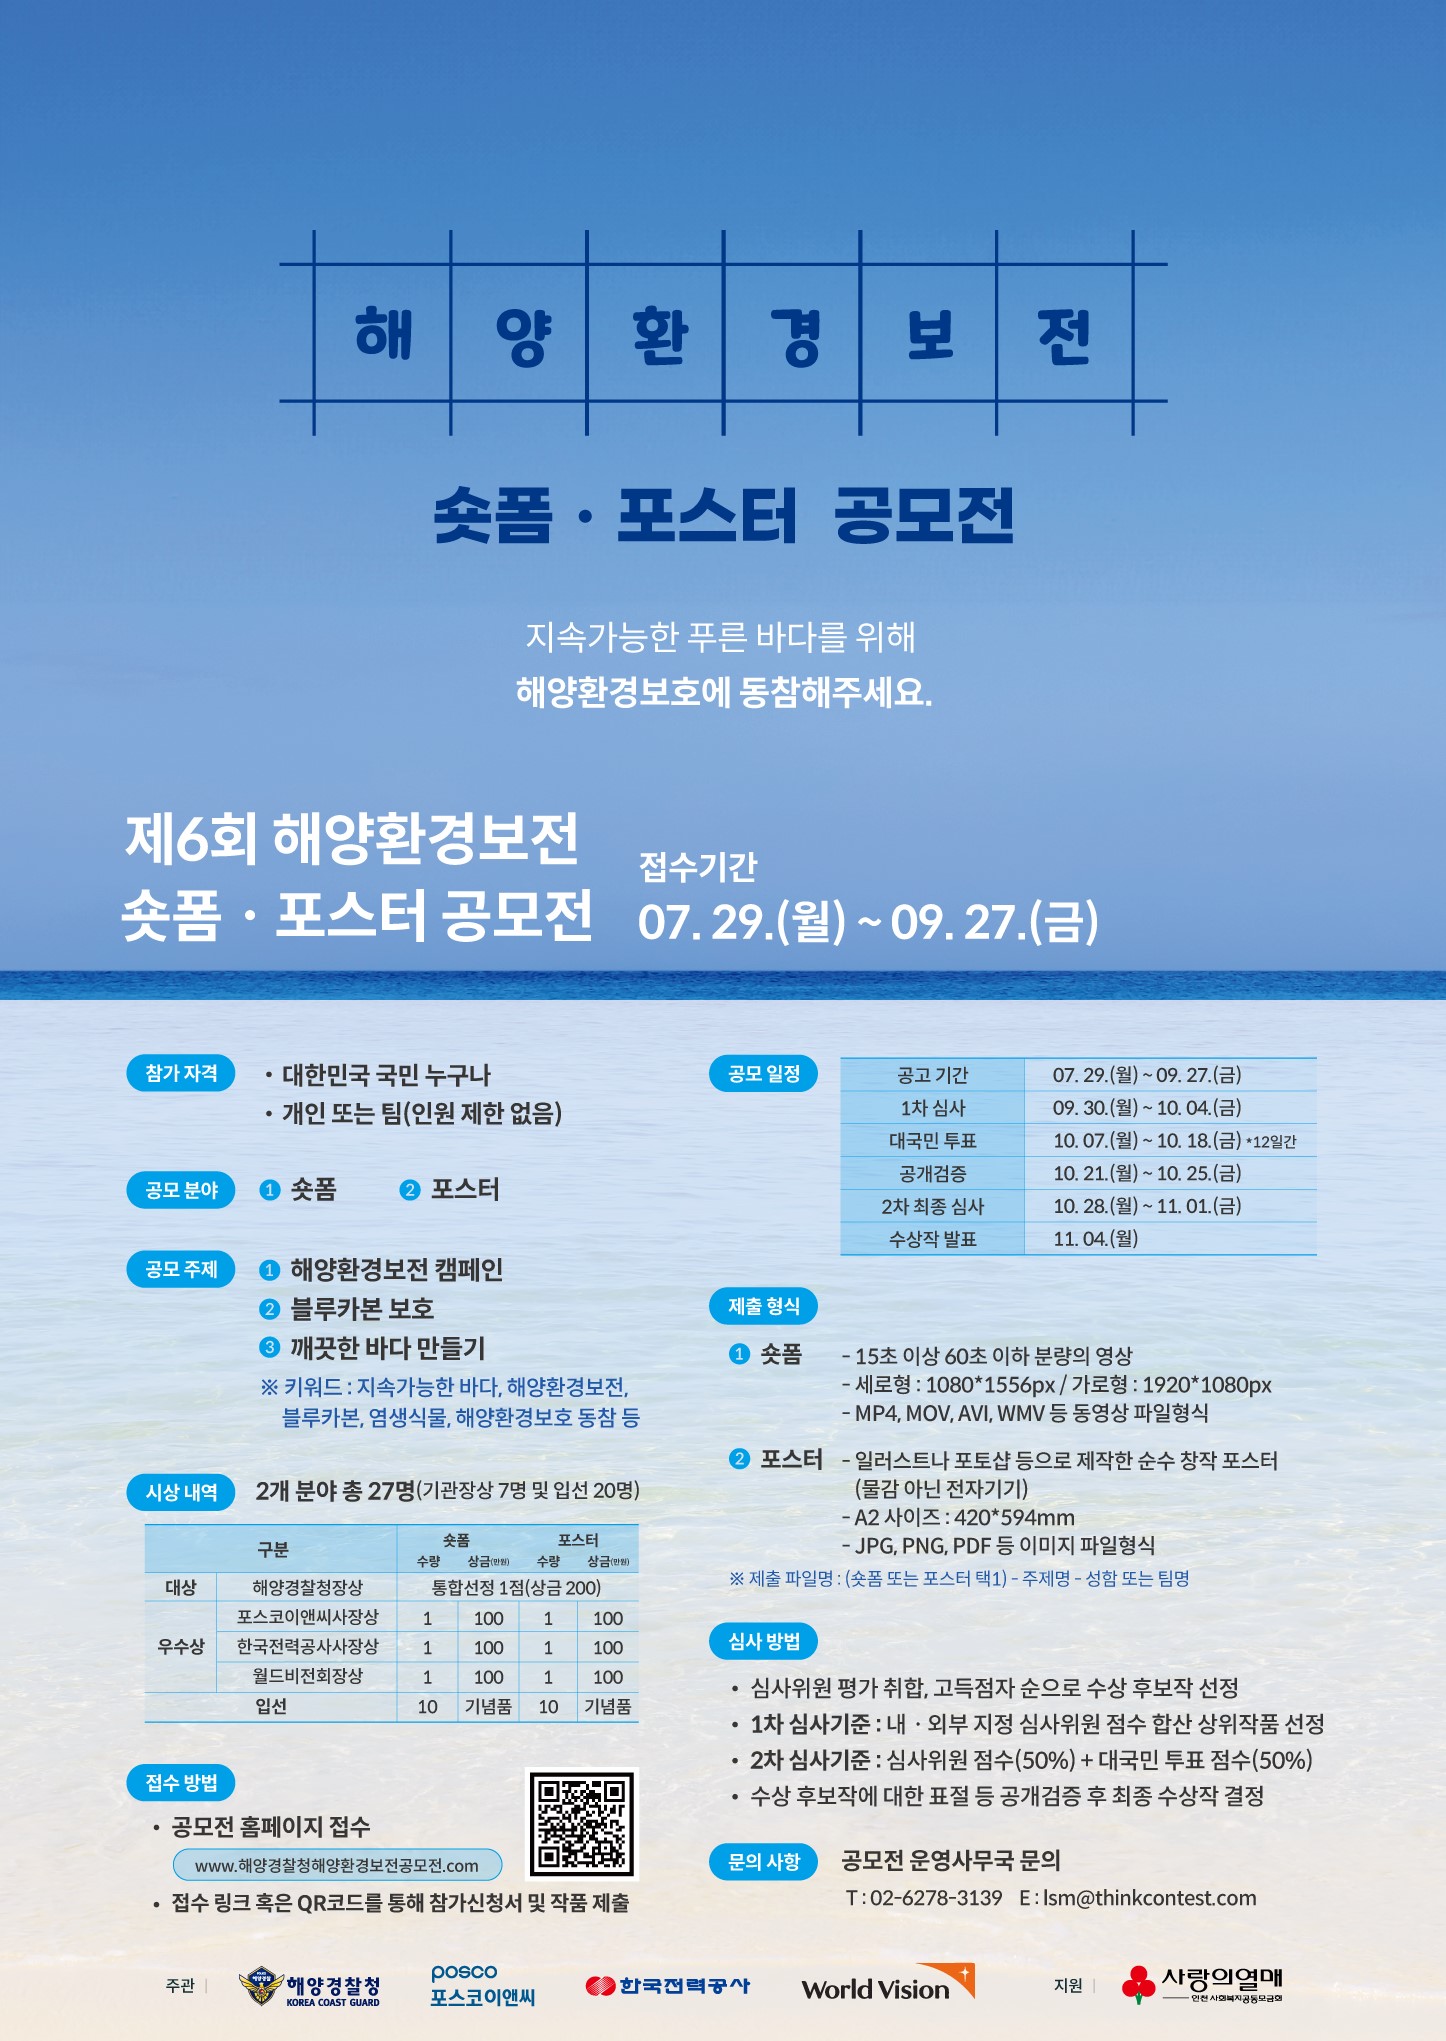 해양환경보전
숏폼 · 포스터 공모전
지속가능한 푸른 바다를 위해
해양환경보호에 동참해주세요.
제6회 해양환경보전
숏폼 · 포스터 공모전
접수기간
07. 29.(월) ~ 09. 27.(금)
참가 자격
• 대한민국 국민 누구나
• 개인 또는 팀(인원 제한 없음)
공모 분야
1 숏폼 2 포스터
공모 주제
1 해양환경보전 캠페인
2 블루카본 보호
3 깨끗한 바다 만들기
※ 키워드 : 지속가능한 바다, 해양환경보전,
블루카본, 염생식물, 해양환경보호 동참 등
시상 내역
2개 분야 총 27명(기관장상 7명 및 입선 20명)
구분 숏폼 포스터
수량 상금(만원) 수량 상금(만원)
대상 해양경찰청장상 통합선정 1점(상금 200)
우수상
포스코이앤씨사장상 1 100 1 100
한국전력공사사장상 1 100 1 100
월드비전회장상 1 100 1 100
입선 10 기념품 10 기념품
접수 방법
• 공모전 홈페이지 접수
www.해양경찰청해양환경보전공모전.com
• 접수 링크 혹은 QR코드를 통해 참가신청서 및 작품 제출
공모 일정
공고 기간 07. 29.(월) ~ 09. 27.(금)
1차 심사 09. 30.(월) ~ 10. 04.(금)
대국민 투표 10. 07.(월) ~ 10. 18.(금) *12일간
공개검증 10. 21.(월) ~ 10. 25.(금)
2차 최종 심사 10. 28.(월) ~ 11. 01.(금)
수상작 발표 11. 04.(월)
제출 형식
1 숏폼 - 15초 이상 60초 이하 분량의 영상
- 세로형 : 1080*1556px / 가로형 : 1920*1080px
- MP4, MOV, AVI, WMV 등 동영상 파일형식
2 포스터 - 일러스트나 포토샵 등으로 제작한 순수 창작 포스터
(물감 아닌 전자기기)
- A2 사이즈 : 420*594mm
- JPG, PNG, PDF 등 이미지 파일형식
※ 제출 파일명 : (숏폼 또는 포스터 택1) - 주제명 - 성함 또는 팀명
심사 방법
• 심사위원 평가 취합, 고득점자 순으로 수상 후보작 선정
• 1차 심사기준 : 내 · 외부 지정 심사위원 점수 합산 상위작품 선정
• 2차 심사기준 : 심사위원 점수(50%) + 대국민 투표 점수(50%)
• 수상 후보작에 대한 표절 등 공개검증 후 최종 수상작 결정
문의 사항
공모전 운영사무국 문의
T : 02-6278-3139 E : lsm@thinkcontest.com
주관 |
해양경찰청
KOREA COAST GUARD
posco
포스코이앤씨
한국전력공사
World Vision
지원 |
사랑의열매
인천 사회복지공동모금회